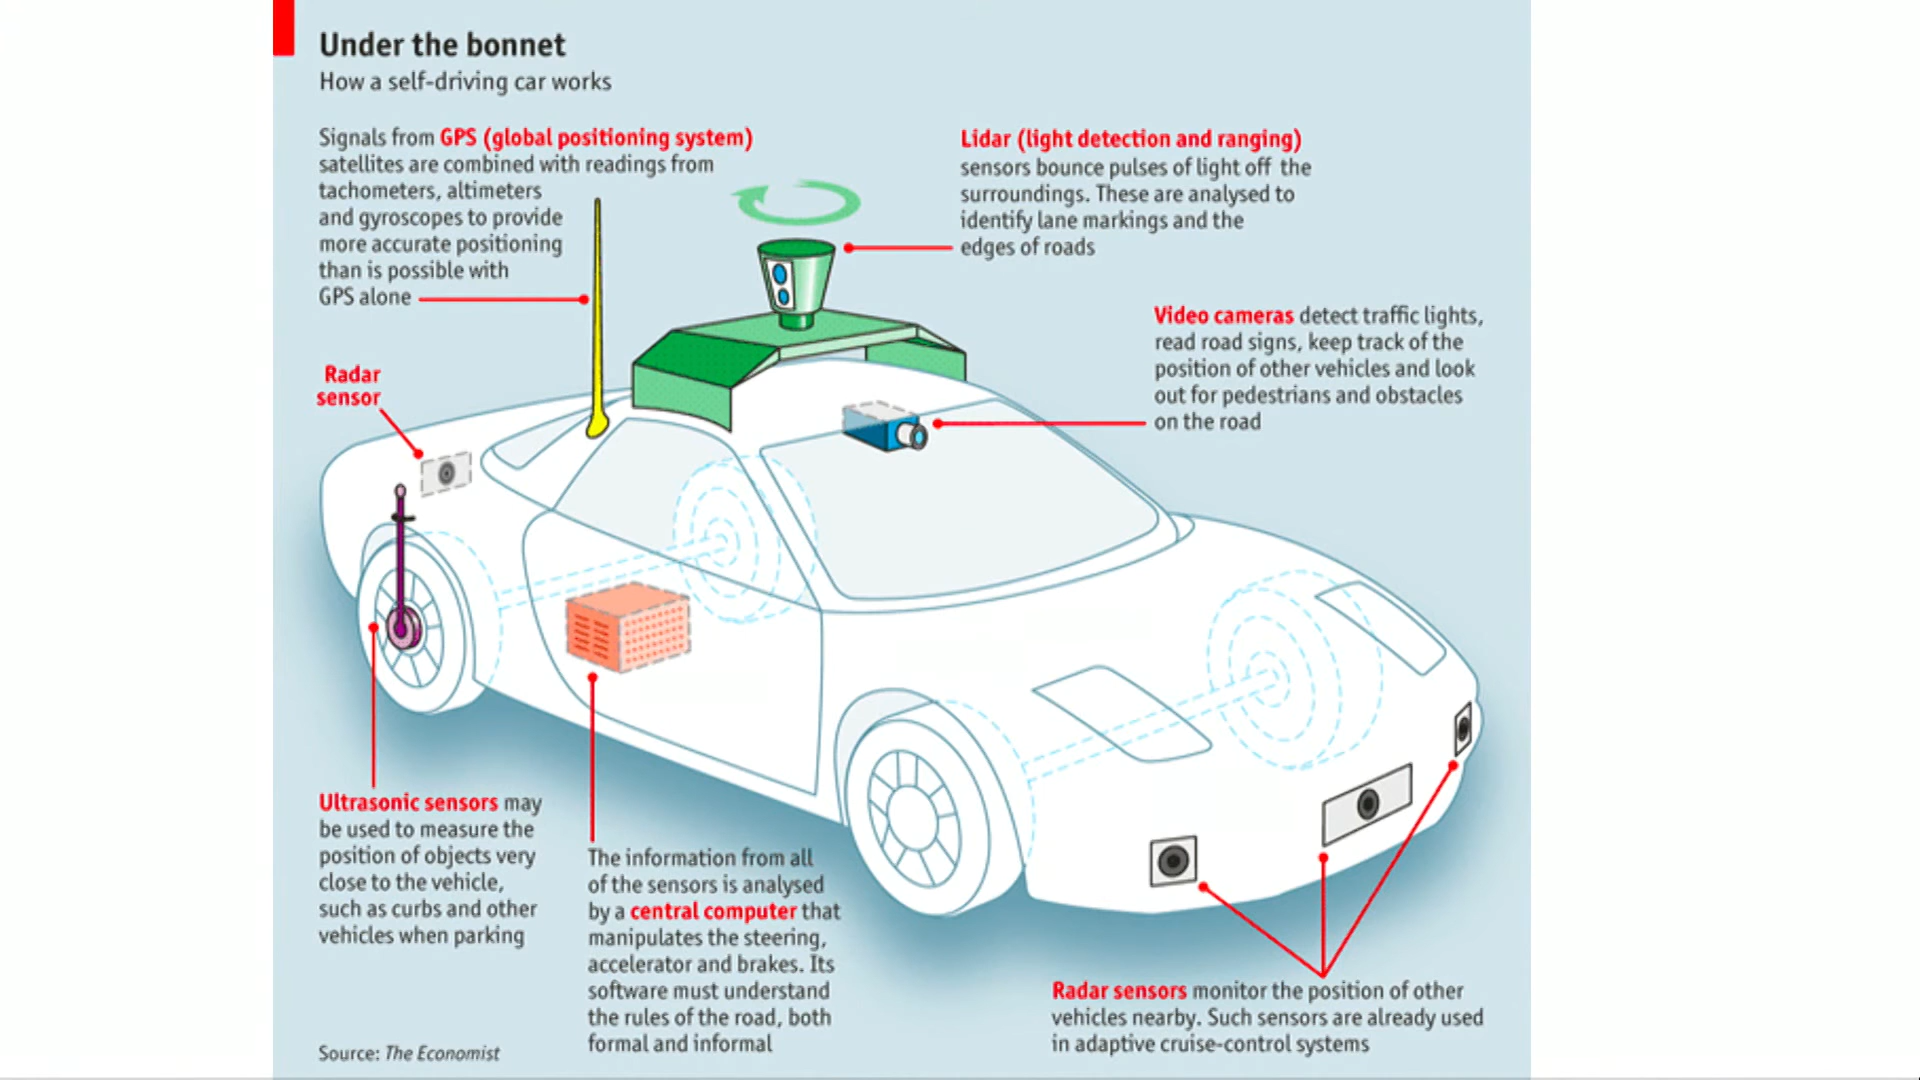 Under the bonnet
How a self-driving car works
Signals from GPS (global positioning system)
satellites are combined with readings from
tachometers, altimeters
and gyroscopes to provide
more accurate positioning
than is possible with
GPS alone
Lidar (light detection and ranging)
sensors bounce pulses of light off the
surroundings. These are analysed to
identify lane markings and the
edges of roads
Video cameras detect traffic lights,
read road signs, keep track of the
position of other vehicles and look
out for pedestrians and obstacles
on the road
Radar
sensor
Ultrasonic sensors may
be used to measure the
position of objects very
close to the vehicle,
such as curbs and other
vehicles when parking
The information from all
of the sensors is analysed
by a central computer that
manipulates the steering,
accelerator and brakes. Its
software must understand
the rules of the road, both
formal and informal
Radar sensors monitor the position of other
vehicles nearby. Such sensors are already used
in adaptive cruise-control systems
Source: The Economist